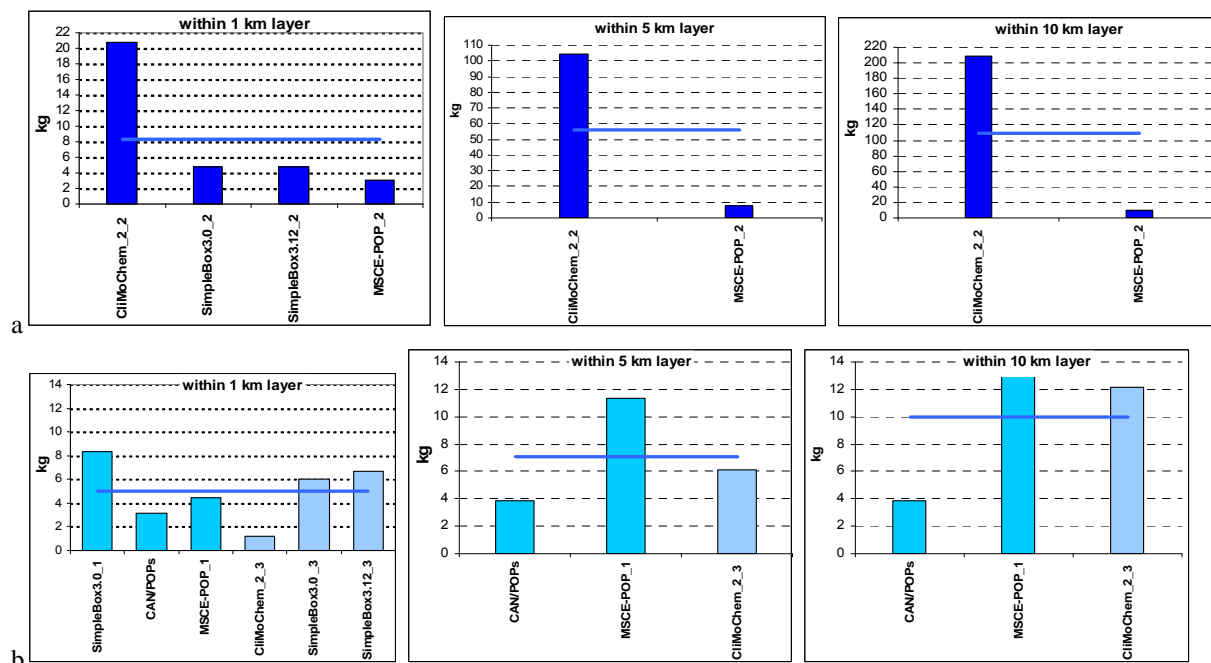 within 1 km layer
22
20
18
16
14
12
10
8
6
4
2
0
kg
CliMoChem_2_2
SimpleBox3.0_2
SimpleBox3.12_2
MSCE-POP_2
within 5 km layer
110
100
90
80
70
60
50
40
30
20
10
0
kg
CliMoChem_2_2
MSCE-POP_2
within 10 km layer
220
200
180
160
140
120
100
80
60
40
20
0
kg
CliMoChem_2_2
MSCE-POP_2
a
within 1 km layer
14
12
10
8
6
4
2
0
kg
SimpleBox3.0_1
CAN/POPs
MSCE-POP_1
CliMoChem_2_3
SimpleBox3.0_3
SimpleBox3.12_3
within 5 km layer
14
12
10
8
6
4
2
0
kg
CAN/POPs
MSCE-POP_1
CliMoChem_2_3
within 10 km layer
14
12
10
8
6
4
2
0
kg
CAN/POPs
MSCE-POP_1
CliMoChem_2_3
b